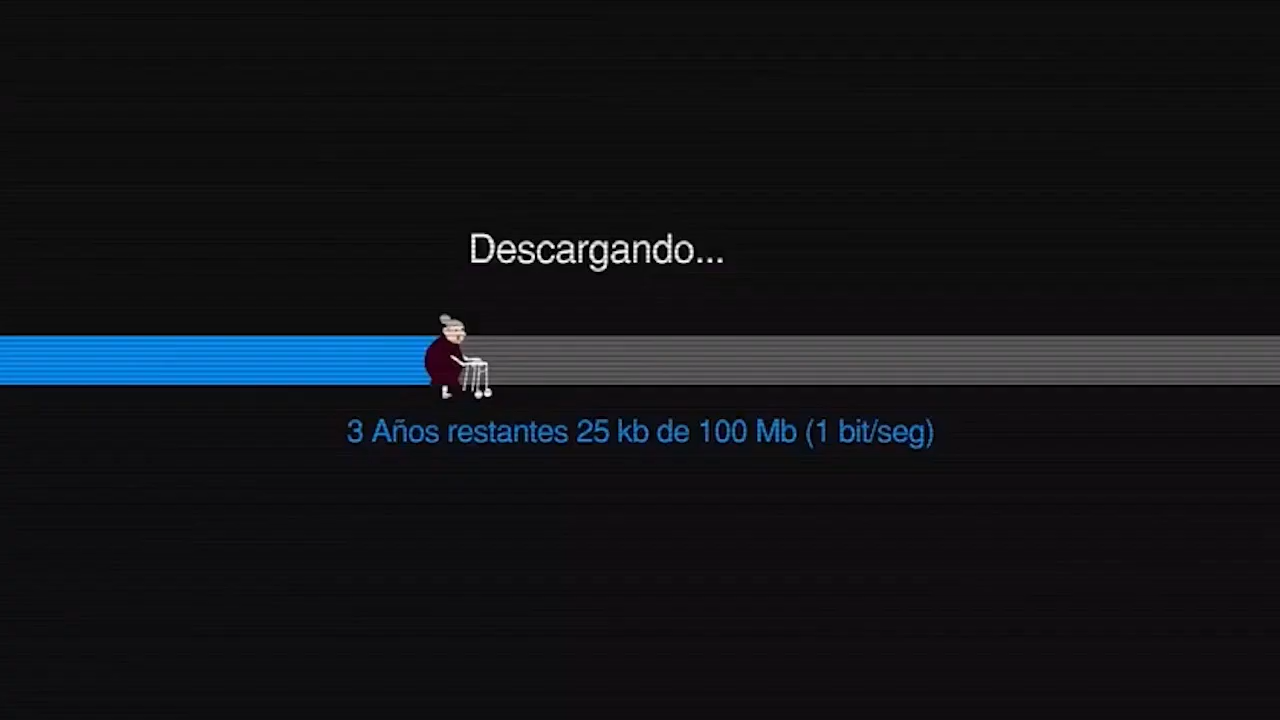 Descargando...
3 Años restantes 25 kb de 100 Mb (1 bit/seg)